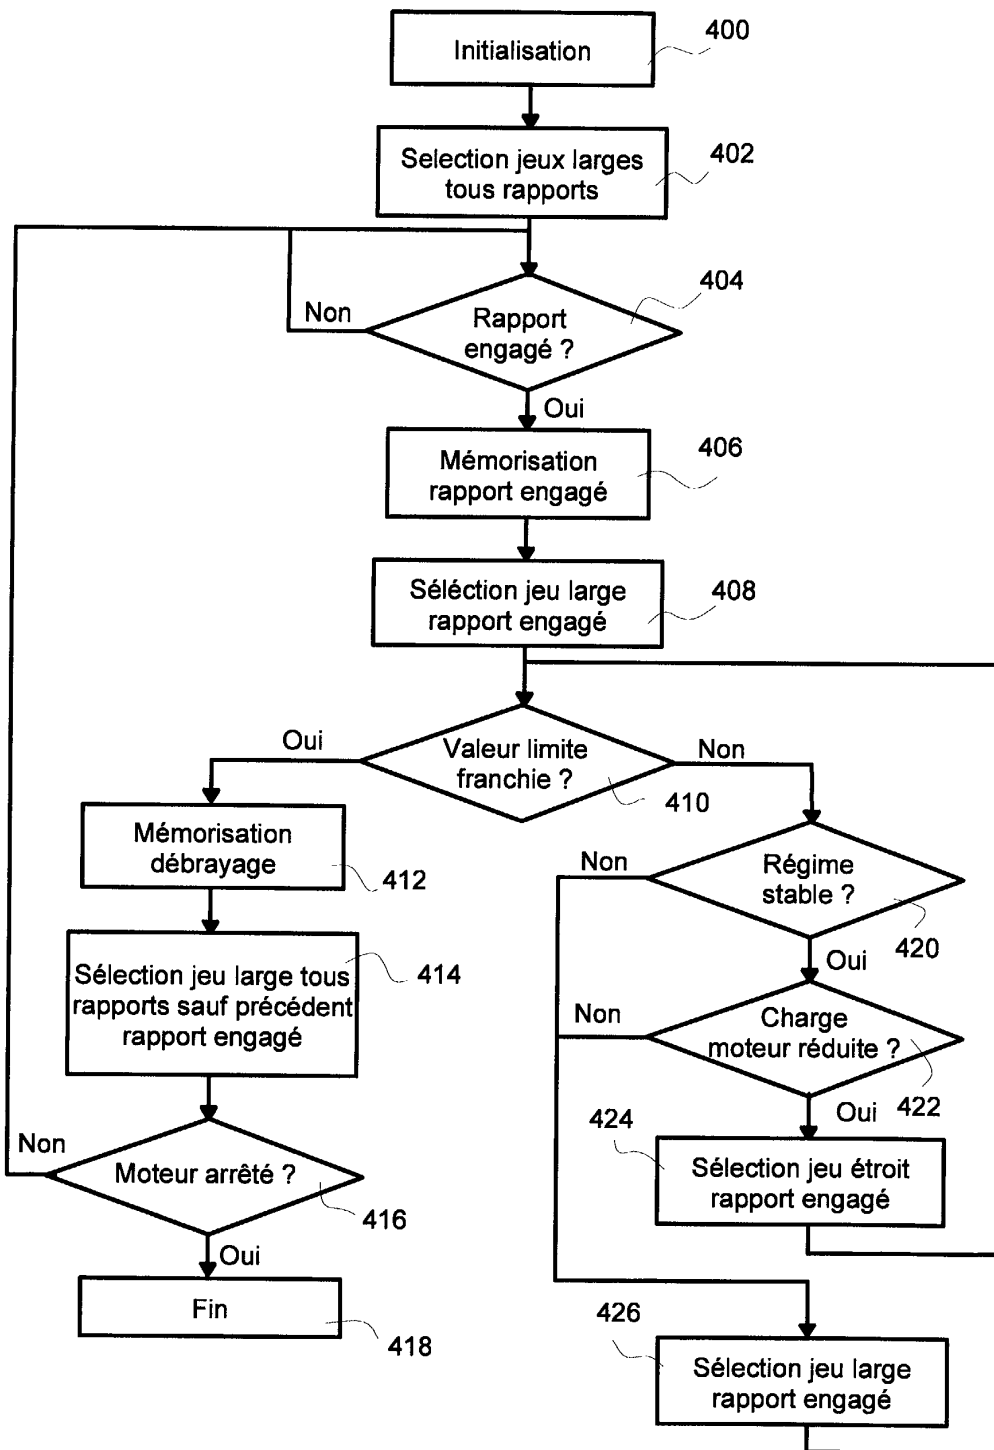 Initialisation
400
Selection jeux larges
tous rapports
402
404
Non
Rapport
engagé ?
Oui
Mémorisation
rapport engagé
406
Séléction jeu large
rapport engagé
408
Oui
Valeur limite
franchie ?
Non
410
Mémorisation
débrayage
412
Non
Régime
stable ?
420
Oui
Sélection jeu large tous
rapports sauf précédent
rapport engagé
414
Non
Charge
moteur réduite ?
422
Oui
424
Non
Moteur arrêté ?
416
Sélection jeu étroit
rapport engagé
Oui
Fin
418
426
Sélection jeu large
rapport engagé